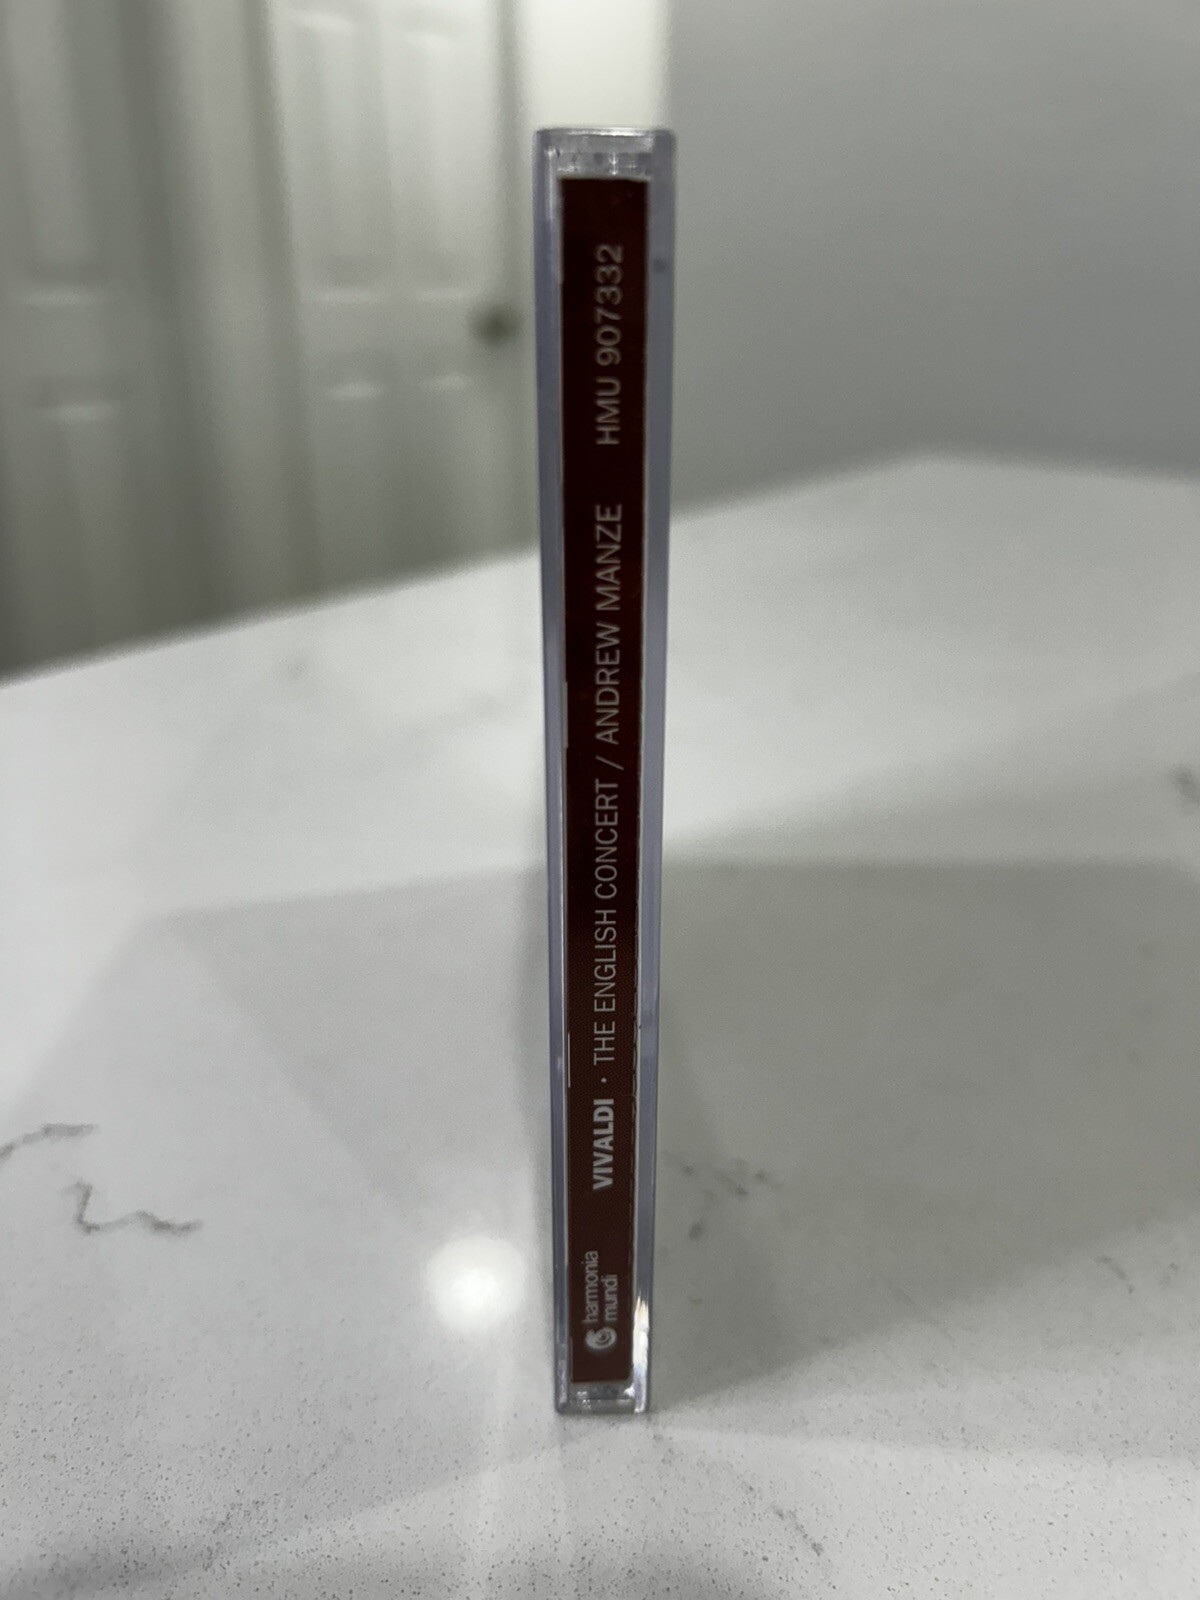 harmonia
mundi
VIVALDI · THE ENGLISH CONCERT / ANDREW MANZE HMU 907332